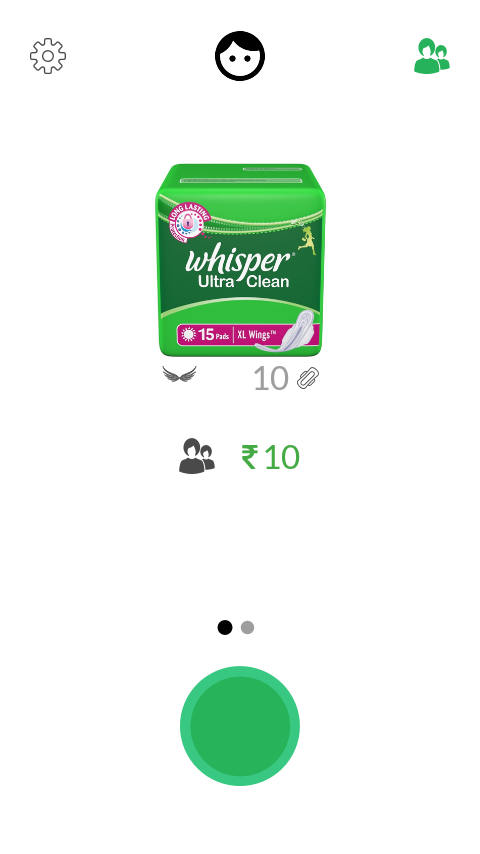 LONG LASTING
whisper
Ultra Clean
15 Pads XL Wings™
10
₹ 10